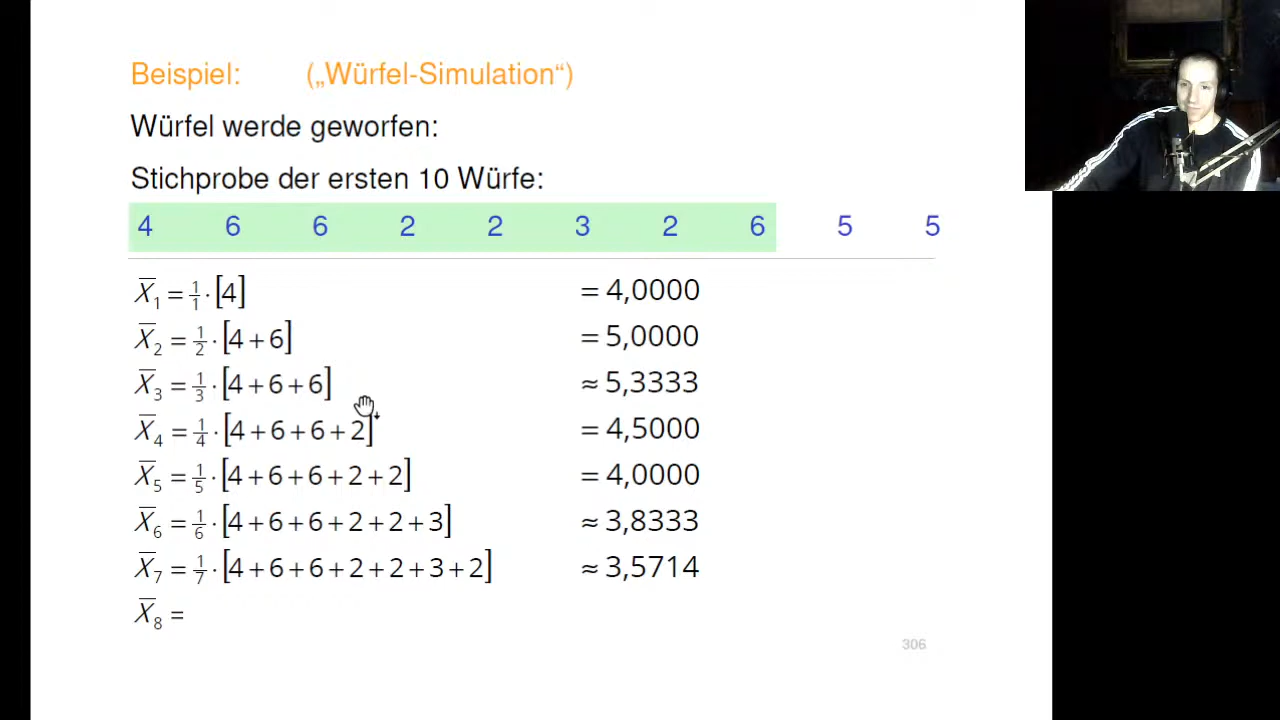 Beispiel: („Würfel-Simulation“)
Würfel werde geworfen:
Stichprobe der ersten 10 Würfe:
4 6 6 2 2 3 2 6 5 5
X̅₁ = 1/1 · [4] = 4,0000
X̅₂ = 1/2 · [4 + 6] = 5,0000
X̅₃ = 1/3 · [4 + 6 + 6] ≈ 5,3333
X̅₄ = 1/4 · [4 + 6 + 6 + 2] = 4,5000
X̅₅ = 1/5 · [4 + 6 + 6 + 2 + 2] = 4,0000
X̅₆ = 1/6 · [4 + 6 + 6 + 2 + 2 + 3] ≈ 3,8333
X̅₇ = 1/7 · [4 + 6 + 6 + 2 + 2 + 3 + 2] ≈ 3,5714
X̅₈ =
306